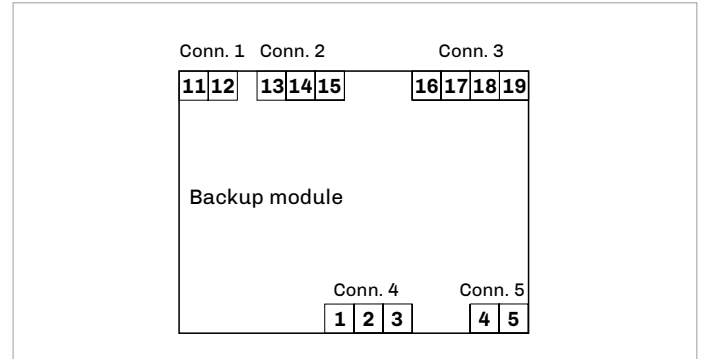 Conn. 1 Conn. 2 Conn. 3
11 12 13 14 15 16 17 18 19
Backup module
Conn. 4 Conn. 5
1 2 3 4 5